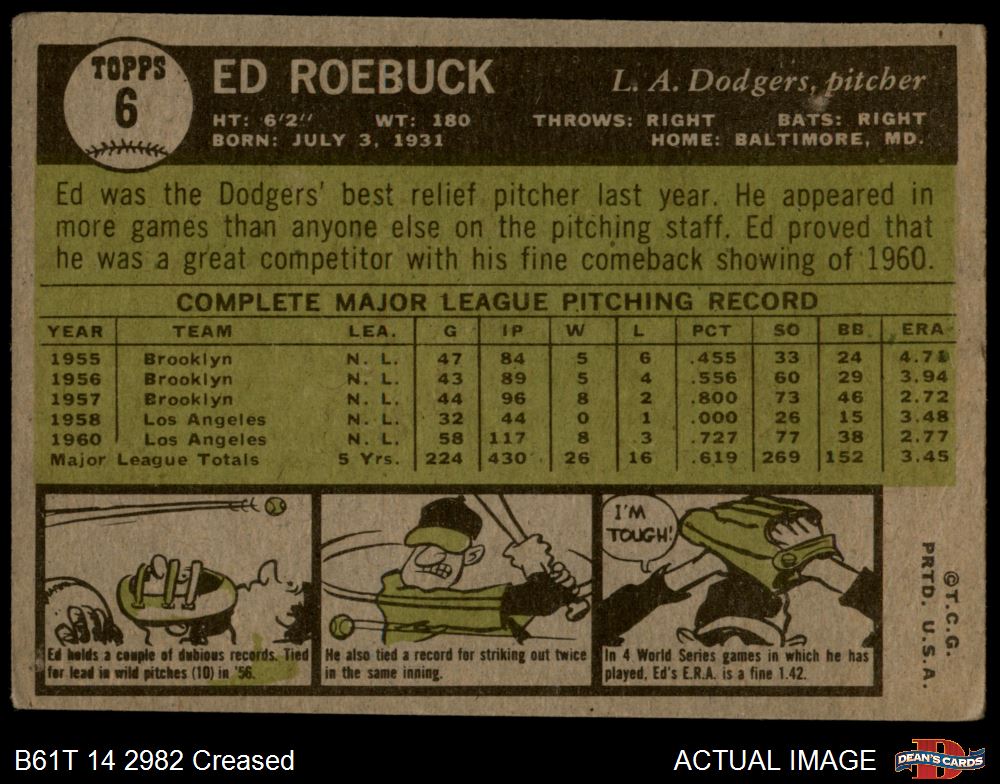 TOPPS
6
ED ROEBUCK
L. A. Dodgers, pitcher
HT: 6'2" WT: 180 THROWS: RIGHT BATS: RIGHT
BORN: JULY 3, 1931 HOME: BALTIMORE, MD.
Ed was the Dodgers' best relief pitcher last year. He appeared in
more games than anyone else on the pitching staff. Ed proved that
he was a great competitor with his fine comeback showing of 1960.
COMPLETE MAJOR LEAGUE PITCHING RECORD
YEAR TEAM LEA. G IP W L PCT SO BB ERA
1955 Brooklyn N. L. 47 84 5 6 .455 33 24 4.71
1956 Brooklyn N. L. 43 89 5 4 .556 60 29 3.94
1957 Brooklyn N. L. 44 96 8 2 .800 73 46 2.72
1958 Los Angeles N. L. 32 44 0 1 .000 26 15 3.48
1960 Los Angeles N. L. 58 117 8 3 .727 77 38 2.77
Major League Totals 5 Yrs. 224 430 26 16 .619 269 152 3.45
Ed holds a couple of dubious records. Tied
for lead in wild pitches (10) in '56.
He also tied a record for striking out twice
in the same inning.
I'M
TOUGH!
In 4 World Series games in which he has
played, Ed's E.R.A. is a fine 1.42.
©T.C.G.
PRTD. U.S.A.
B61T 14 2982 Creased
ACTUAL IMAGE
DEAN'S CARDS